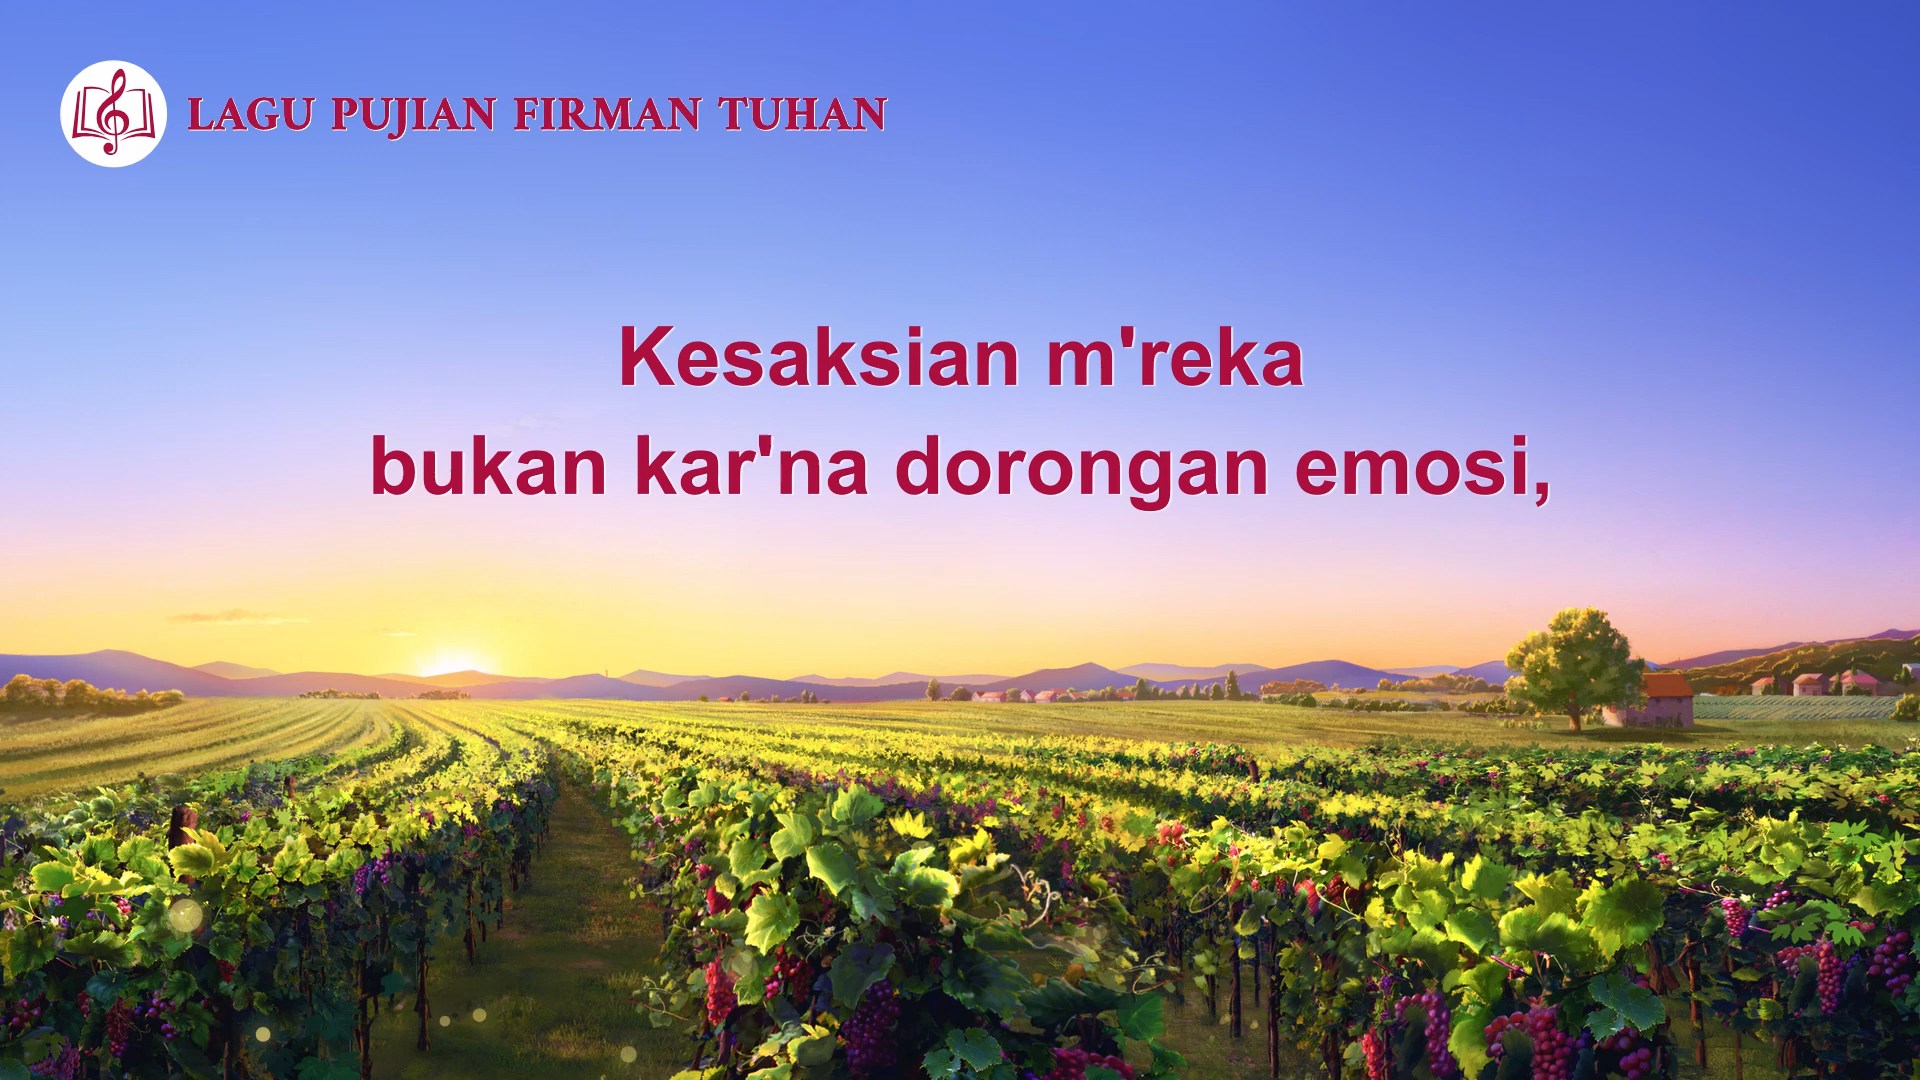 LAGU PUJIAN FIRMAN TUHAN
Kesaksian m'reka
bukan kar'na dorongan emosi,